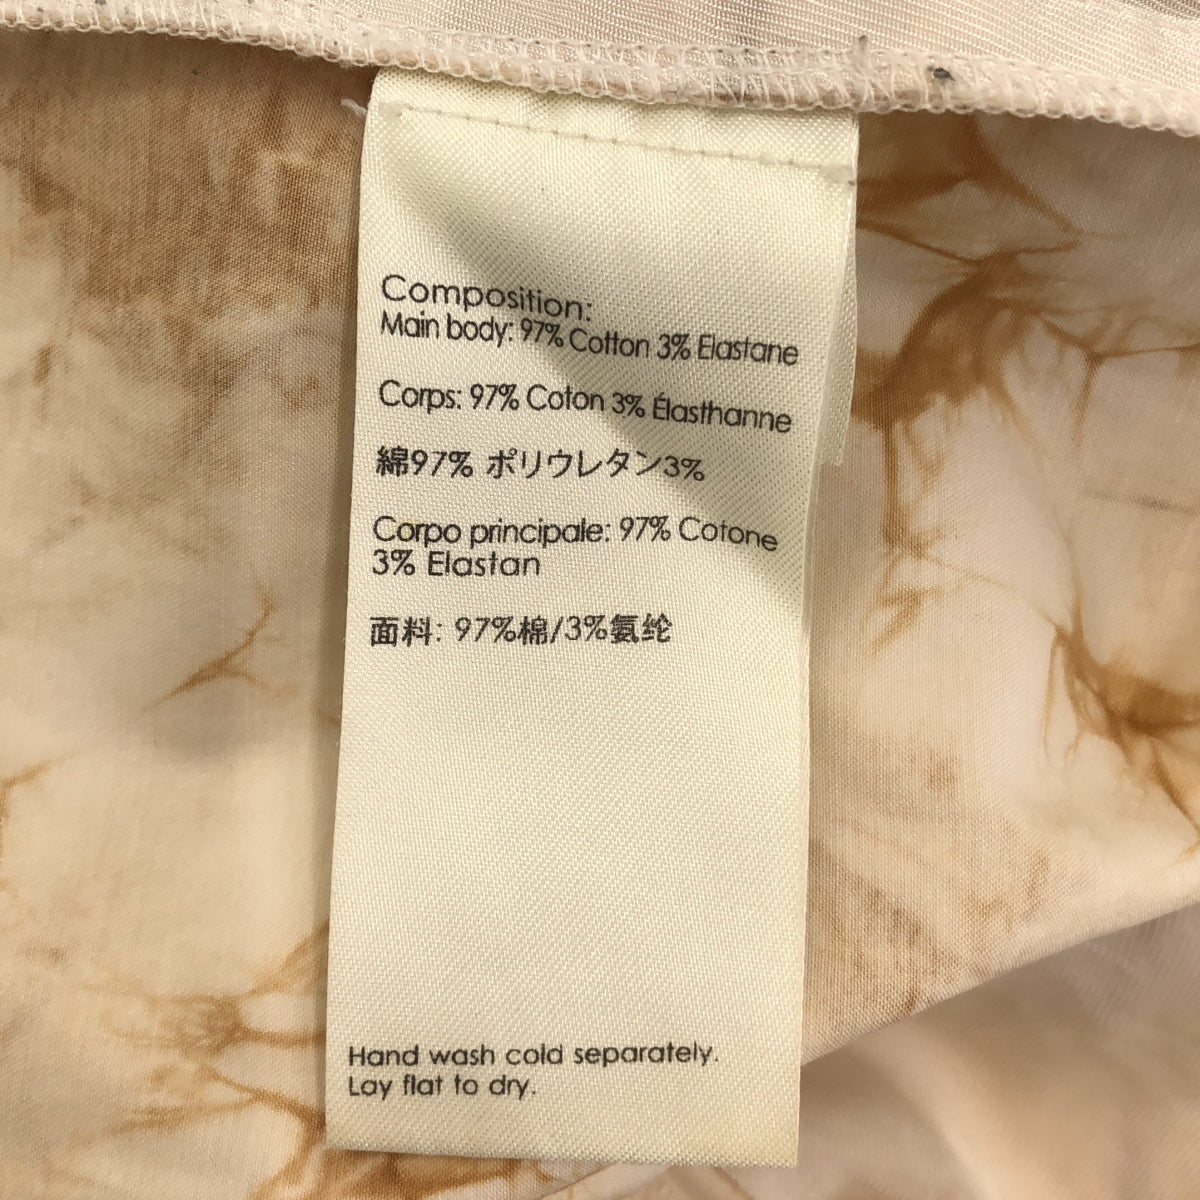 Composition:
Main body: 97% Cotton 3% Elastane
Corps: 97% Coton 3% Élasthanne
綿97% ポリウレタン3%
Corpo principale: 97% Cotone
3% Elastan
面料: 97%棉/3%氨纶
Hand wash cold separately.
Lay flat to dry.